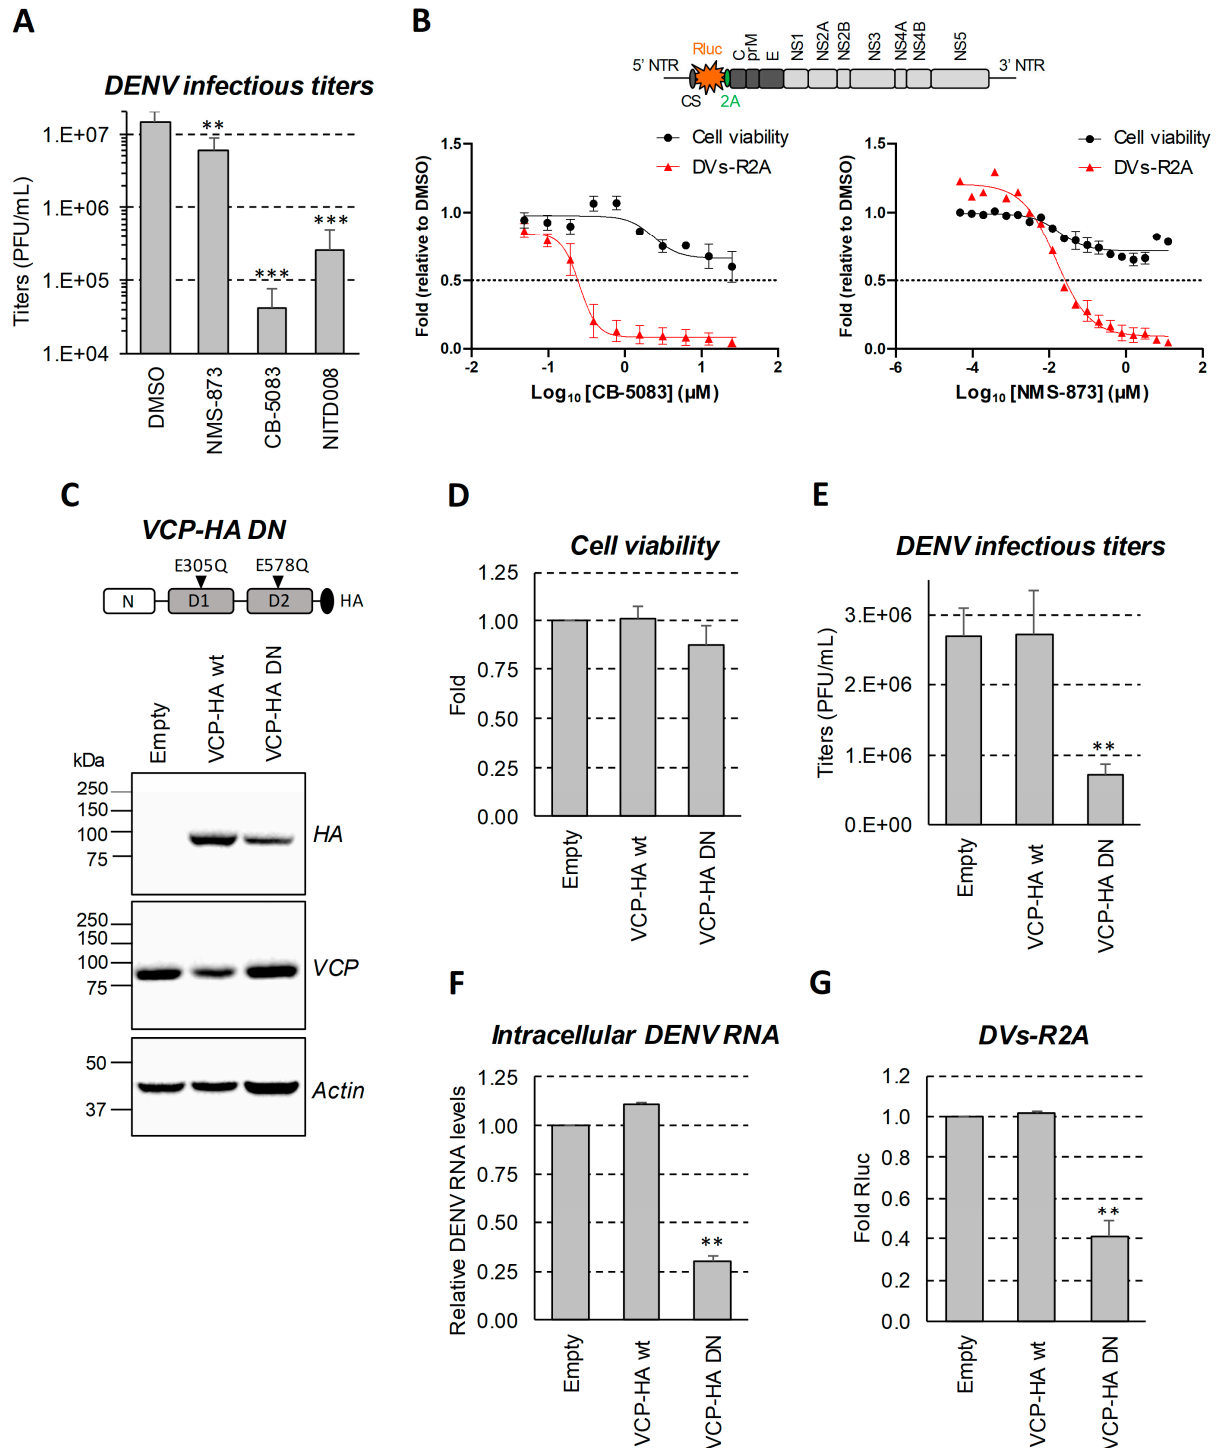 A
DENV infectious titers
Titers (PFU/mL)
1.E+07
1.E+06
1.E+05
1.E+04
**
***
***
DMSO
NMS-873
CB-5083
NITD008
B
5' NTR
CS
Rluc
2A
C
prM
E
NS1
NS2A
NS2B
NS3
NS4A
NS4B
NS5
3' NTR
Cell viability
DVs-R2A
Fold (relative to DMSO)
1.5
1.0
0.5
0.0
-2
-1
0
1
2
Log10 [CB-5083] (µM)
Cell viability
DVs-R2A
Fold (relative to DMSO)
1.5
1.0
0.5
0.0
-6
-4
-2
0
2
Log10 [NMS-873] (µM)
C
VCP-HA DN
E305Q
E578Q
N
D1
D2
HA
Empty
VCP-HA wt
VCP-HA DN
kDa
250
150
100
75
HA
250
150
100
75
VCP
50
37
Actin
D
Cell viability
Fold
1.25
1.00
0.75
0.50
0.25
0.00
Empty
VCP-HA wt
VCP-HA DN
E
DENV infectious titers
Titers (PFU/mL)
3.E+06
2.E+06
1.E+06
0.E+00
**
Empty
VCP-HA wt
VCP-HA DN
F
Intracellular DENV RNA
Relative DENV RNA levels
1.25
1.00
0.75
0.50
0.25
0.00
**
Empty
VCP-HA wt
VCP-HA DN
G
DVs-R2A
Fold Rluc
1.2
1.0
0.8
0.6
0.4
0.2
0.0
**
Empty
VCP-HA wt
VCP-HA DN